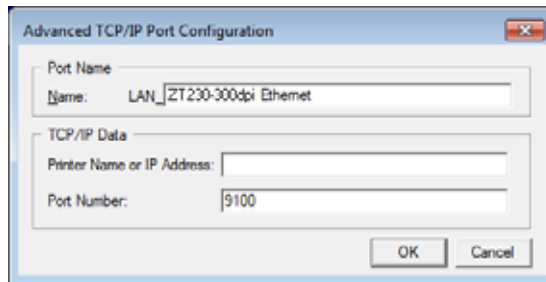 Advanced TCP/IP Port Configuration
Port Name
Name: LAN_ZT230-300dpi Ethernet
TCP/IP Data
Printer Name or IP Address:
Port Number: 9100
OK Cancel